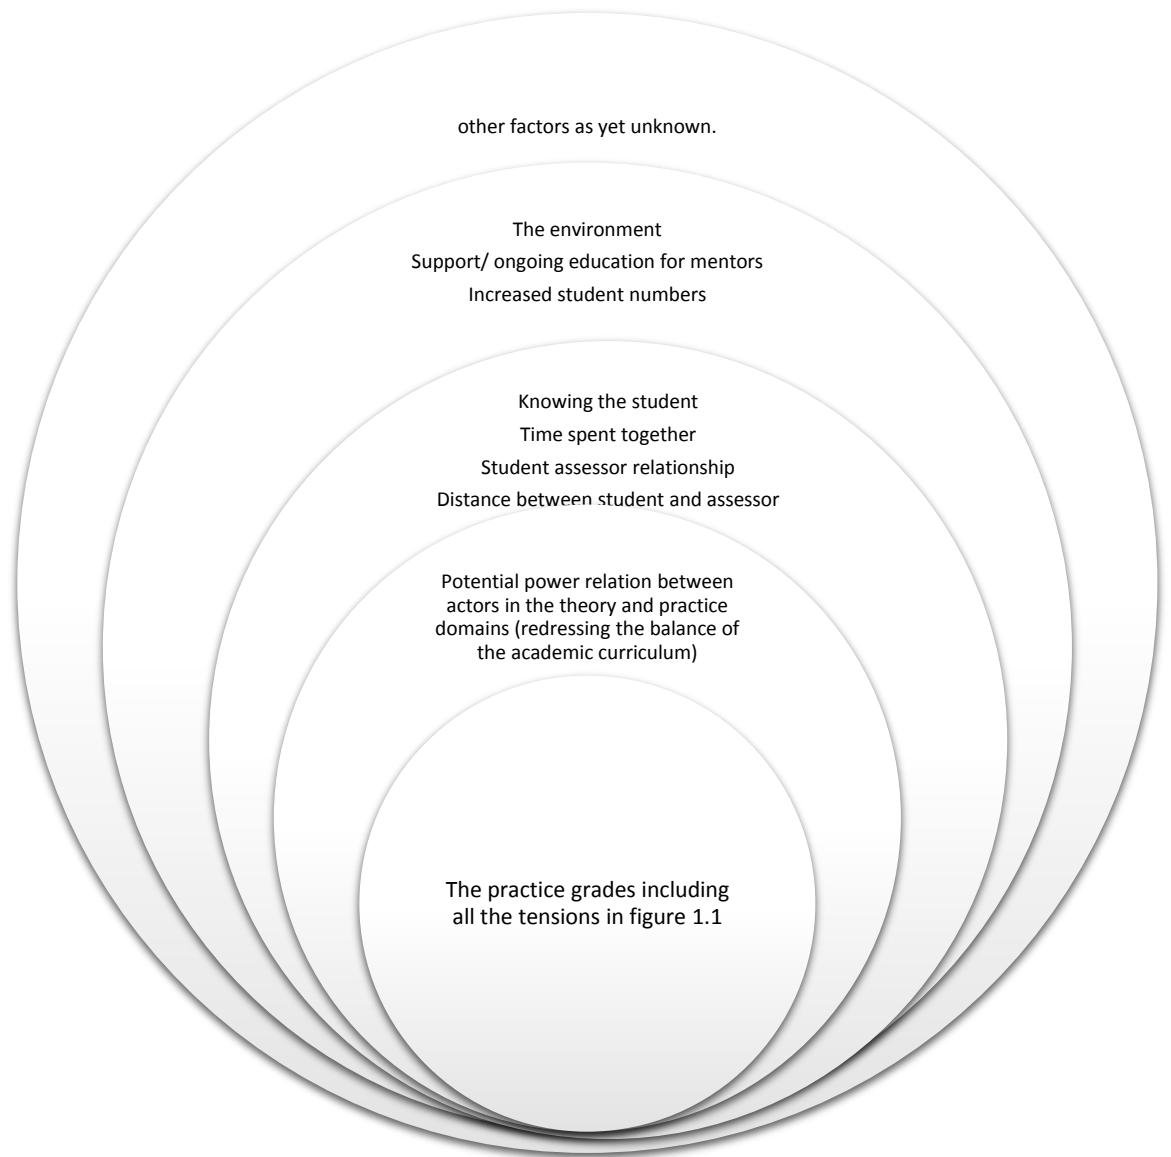 other factors as yet unknown.
The environment
Support/ ongoing education for mentors
Increased student numbers
Knowing the student
Time spent together
Student assessor relationship
Distance between student and assessor
Potential power relation between
actors in the theory and practice
domains (redressing the balance of
the academic curriculum)
The practice grades including
all the tensions in figure 1.1